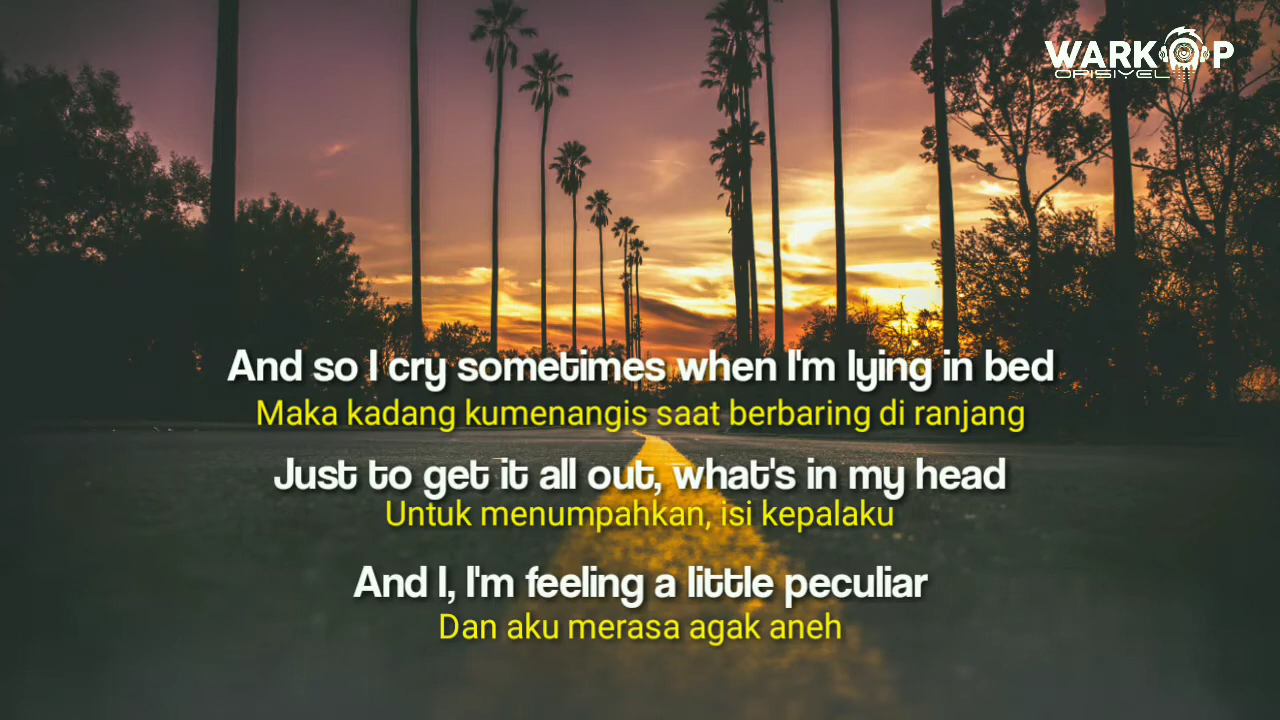 WARKOP
OPISIYEL
And so I cry sometimes when I'm lying in bed
Maka kadang kumenangis saat berbaring di ranjang
Just to get it all out, what's in my head
Untuk menumpahkan, isi kepalaku
And I, I'm feeling a little peculiar
Dan aku merasa agak aneh